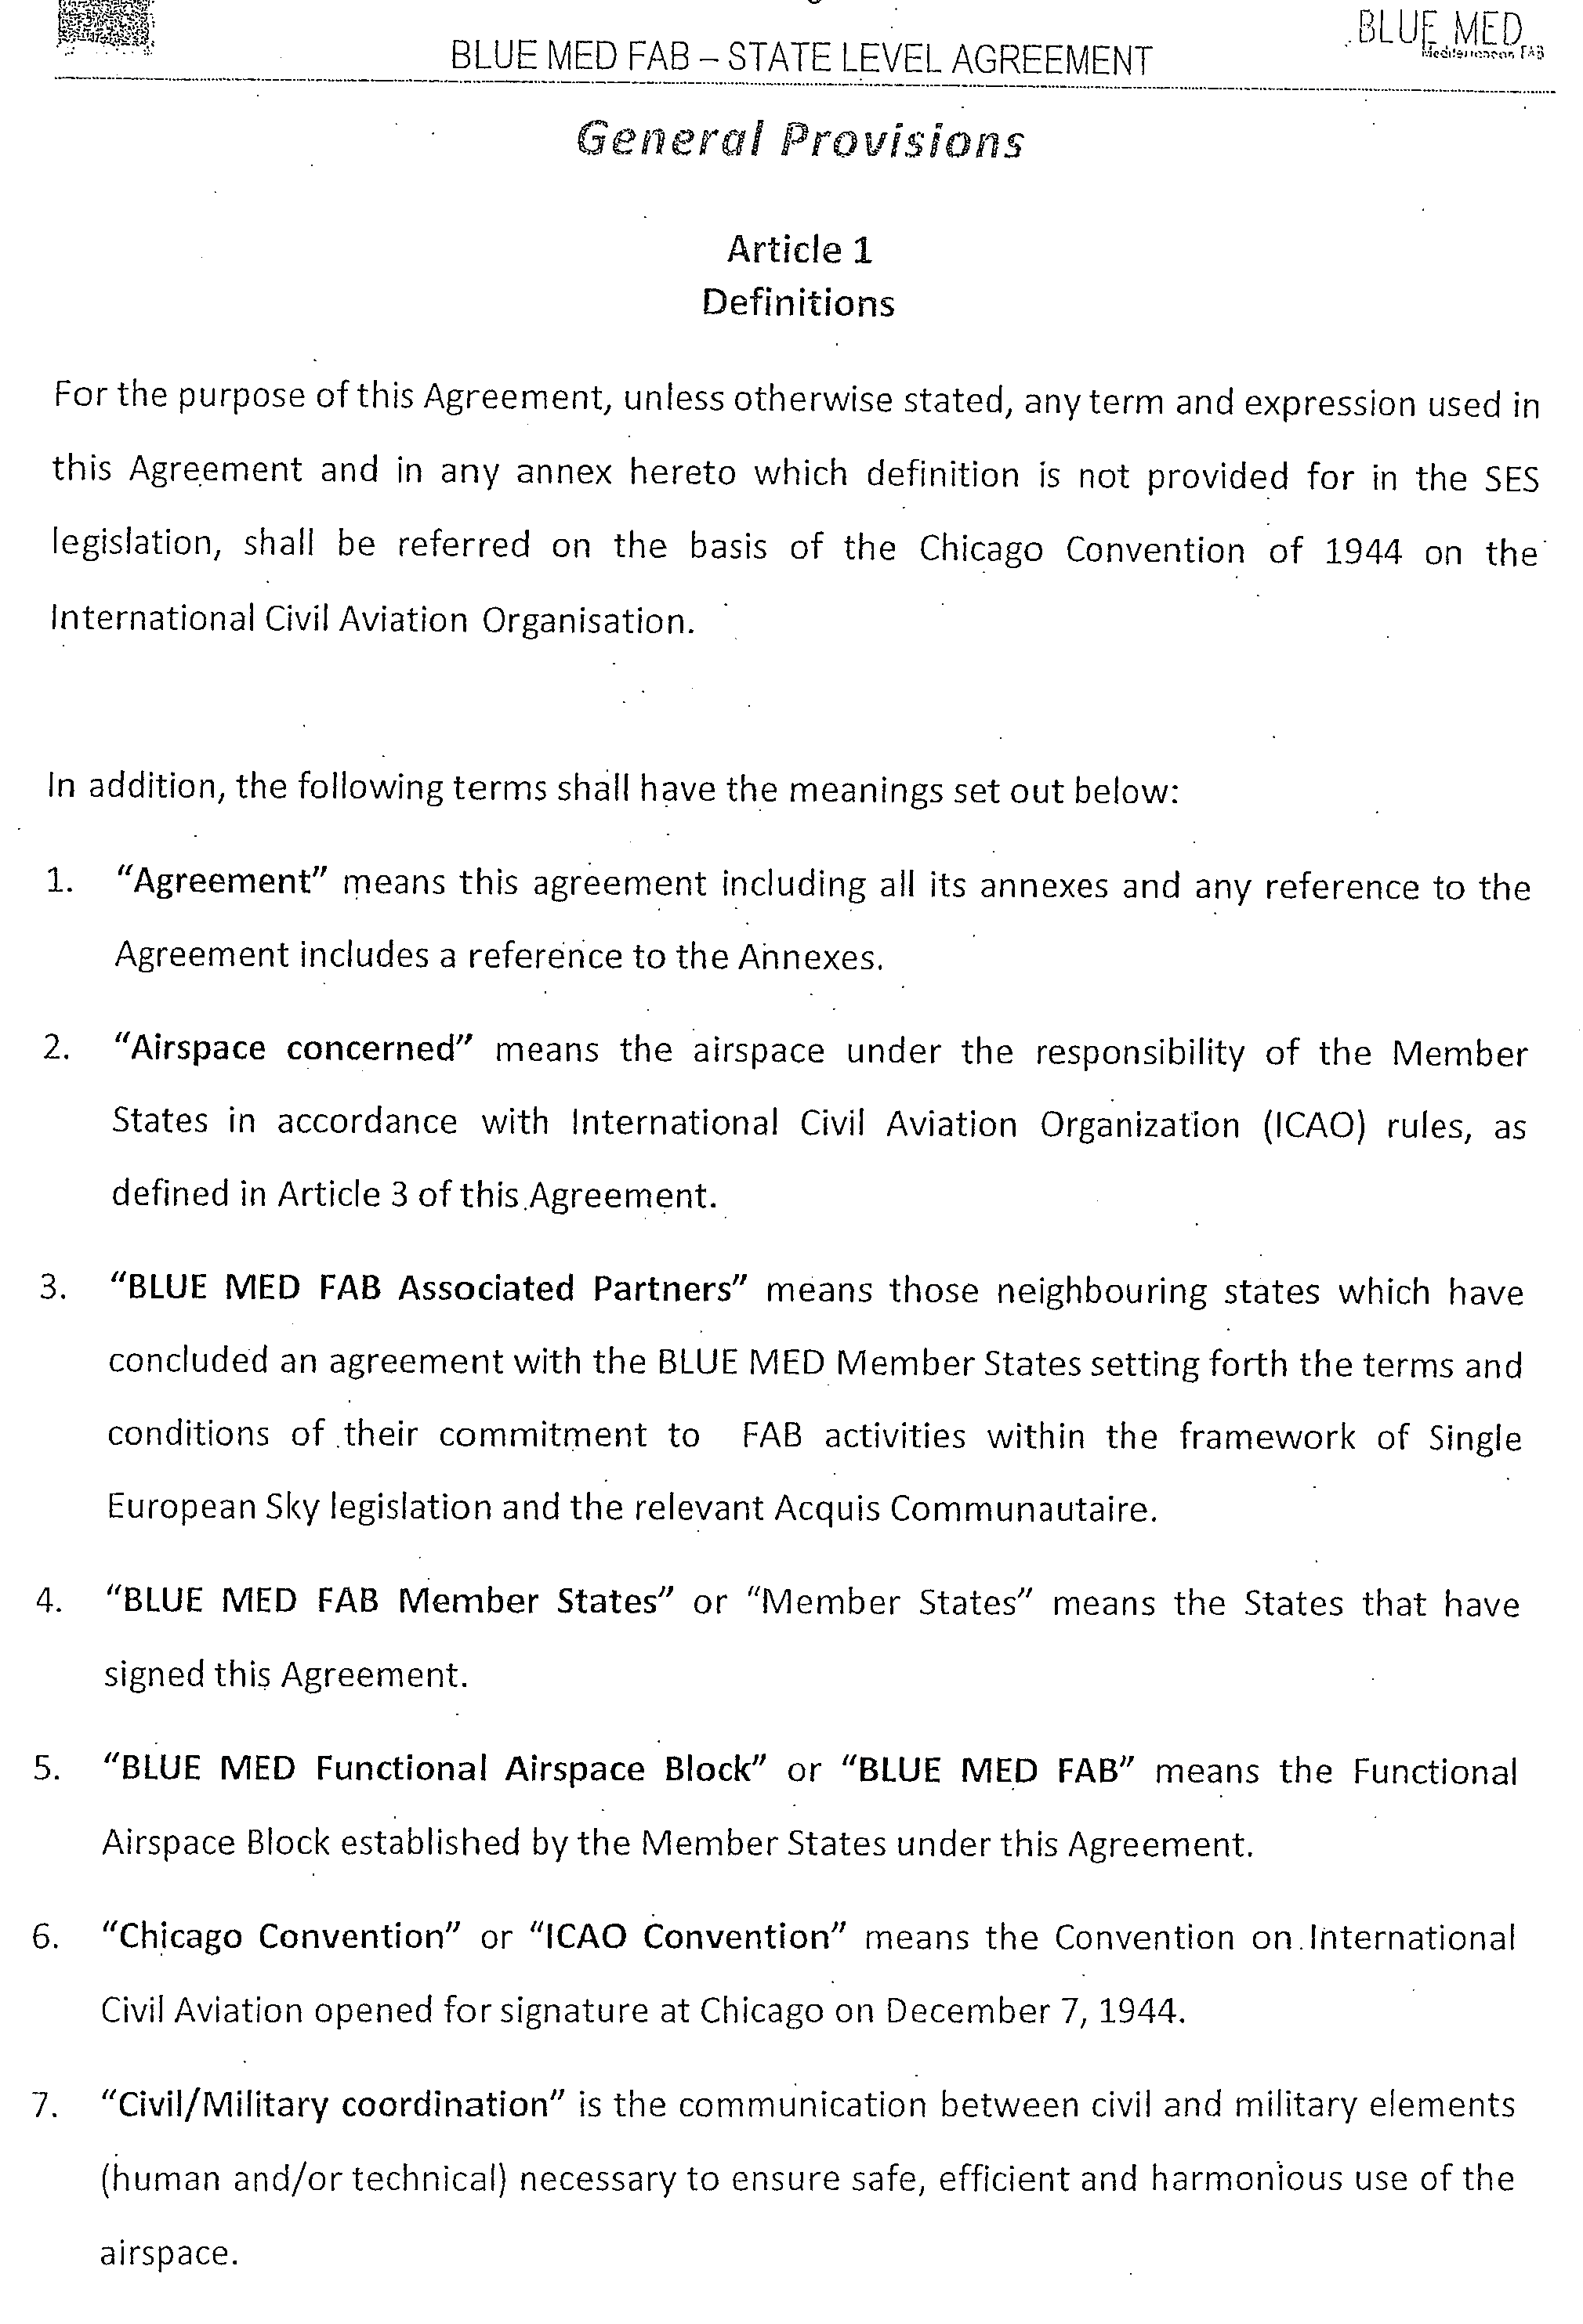 BLUE MED FAB – STATE LEVEL AGREEMENT
BLUE MED
Mediterranean FAB
General Provisions
Article 1
Definitions
For the purpose of this Agreement, unless otherwise stated, any term and expression used in
this Agreement and in any annex hereto which definition is not provided for in the SES
legislation, shall be referred on the basis of the Chicago Convention of 1944 on the
International Civil Aviation Organisation.
In addition, the following terms shall have the meanings set out below:
1. “Agreement” means this agreement including all its annexes and any reference to the
Agreement includes a reference to the Annexes.
2. “Airspace concerned” means the airspace under the responsibility of the Member
States in accordance with International Civil Aviation Organization (ICAO) rules, as
defined in Article 3 of this Agreement.
3. “BLUE MED FAB Associated Partners” means those neighbouring states which have
concluded an agreement with the BLUE MED Member States setting forth the terms and
conditions of their commitment to FAB activities within the framework of Single
European Sky legislation and the relevant Acquis Communautaire.
4. “BLUE MED FAB Member States” or “Member States” means the States that have
signed this Agreement.
5. “BLUE MED Functional Airspace Block” or “BLUE MED FAB” means the Functional
Airspace Block established by the Member States under this Agreement.
6. “Chicago Convention” or “ICAO Convention” means the Convention on International
Civil Aviation opened for signature at Chicago on December 7, 1944.
7. “Civil/Military coordination” is the communication between civil and military elements
(human and/or technical) necessary to ensure safe, efficient and harmonious use of the
airspace.